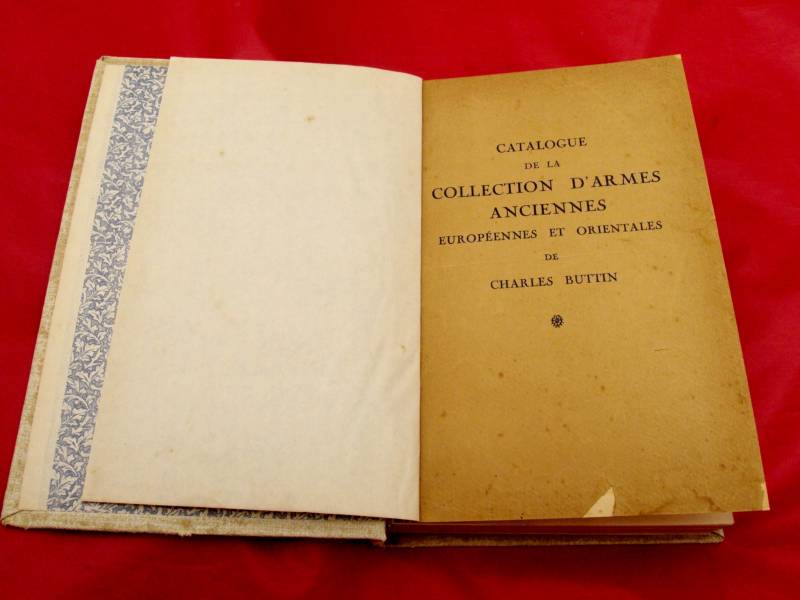 CATALOGUE
DE LA
COLLECTION D'ARMES
ANCIENNES
EUROPÉENNES ET ORIENTALES
DE
CHARLES BUTTIN